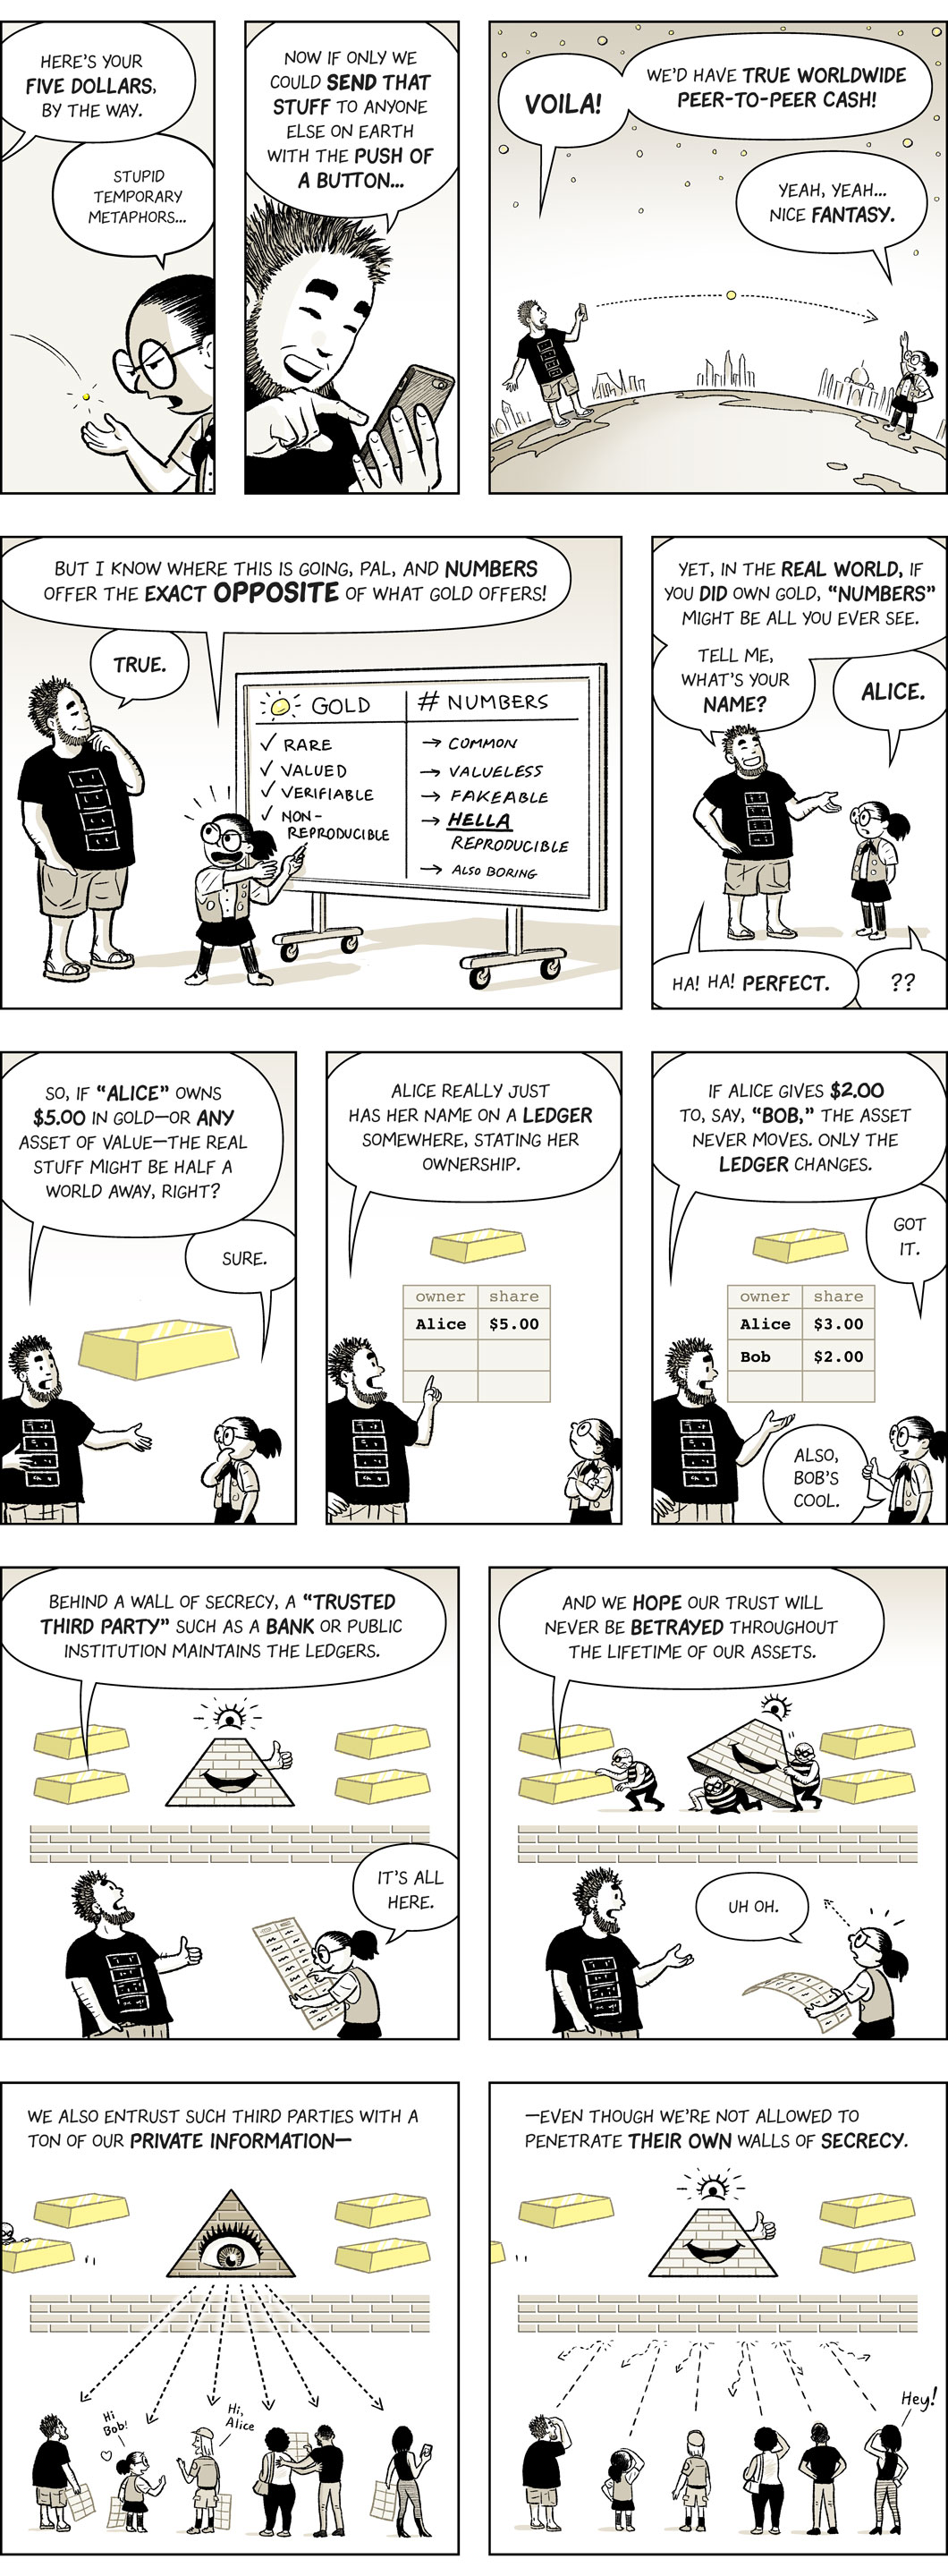 HERE'S YOUR
FIVE DOLLARS,
BY THE WAY.
STUPID
TEMPORARY
METAPHORS...
NOW IF ONLY WE
COULD SEND THAT
STUFF TO ANYONE
ELSE ON EARTH
WITH THE PUSH OF
A BUTTON...
VOILA!
WE'D HAVE TRUE WORLDWIDE
PEER-TO-PEER CASH!
YEAH, YEAH...
NICE FANTASY.
BUT I KNOW WHERE THIS IS GOING, PAL, AND NUMBERS
OFFER THE EXACT OPPOSITE OF WHAT GOLD OFFERS!
TRUE.
GOLD
✓ RARE
✓ VALUED
✓ VERIFIABLE
✓ NON-
REPRODUCIBLE
# NUMBERS
→ COMMON
→ VALUELESS
→ FAKEABLE
→ HELLA
REPRODUCIBLE
→ ALSO BORING
YET, IN THE REAL WORLD, IF
YOU DID OWN GOLD, "NUMBERS"
MIGHT BE ALL YOU EVER SEE.
TELL ME,
WHAT'S YOUR
NAME?
ALICE.
HA! HA! PERFECT.
??
SO, IF "ALICE" OWNS
$5.00 IN GOLD—OR ANY
ASSET OF VALUE—THE REAL
STUFF MIGHT BE HALF A
WORLD AWAY, RIGHT?
SURE.
ALICE REALLY JUST
HAS HER NAME ON A LEDGER
SOMEWHERE, STATING HER
OWNERSHIP.
owner share
Alice $5.00
IF ALICE GIVES $2.00
TO, SAY, "BOB," THE ASSET
NEVER MOVES. ONLY THE
LEDGER CHANGES.
GOT
IT.
owner share
Alice $3.00
Bob $2.00
ALSO,
BOB'S
COOL.
BEHIND A WALL OF SECRECY, A "TRUSTED
THIRD PARTY" SUCH AS A BANK OR PUBLIC
INSTITUTION MAINTAINS THE LEDGERS.
IT'S ALL
HERE.
AND WE HOPE OUR TRUST WILL
NEVER BE BETRAYED THROUGHOUT
THE LIFETIME OF OUR ASSETS.
UH OH.
WE ALSO ENTRUST SUCH THIRD PARTIES WITH A
TON OF OUR PRIVATE INFORMATION—
Hi
Bob!
Hi,
Alice
—EVEN THOUGH WE'RE NOT ALLOWED TO
PENETRATE THEIR OWN WALLS OF SECRECY.
Hey!